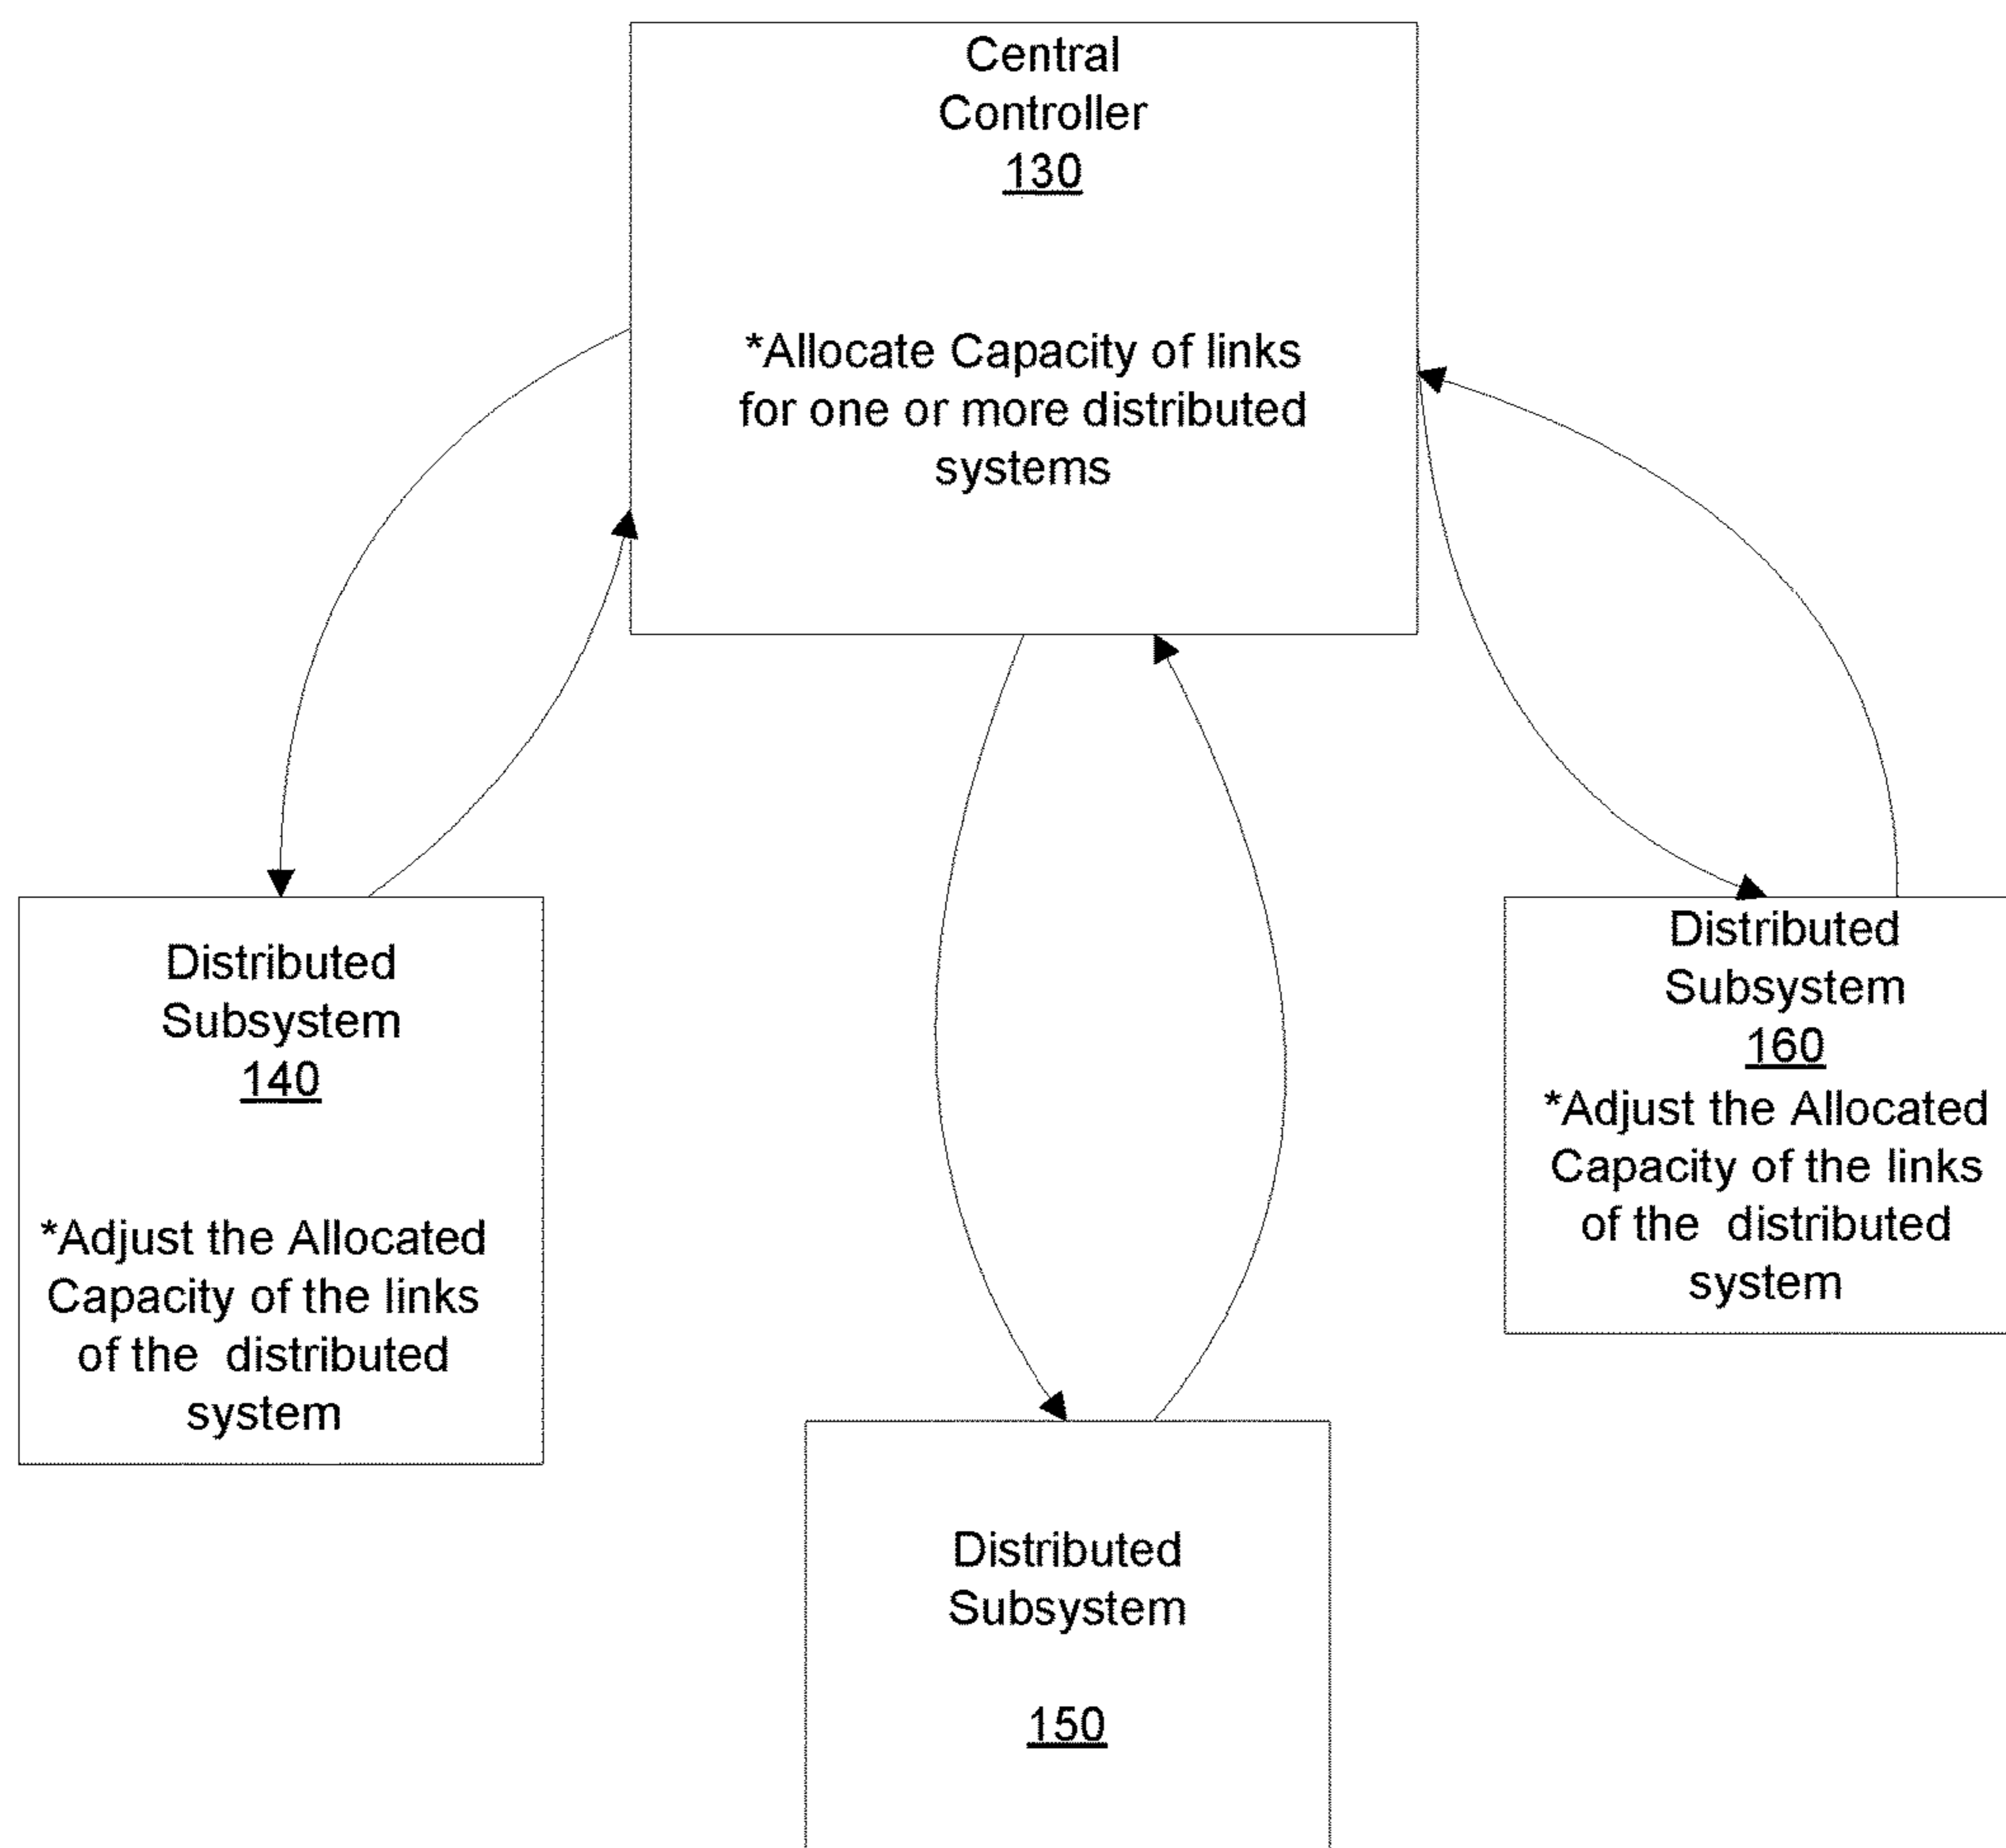 Central
Controller
130
*Allocate Capacity of links
for one or more distributed
systems
Distributed
Subsystem
140
*Adjust the Allocated
Capacity of the links
of the  distributed
system
Distributed
Subsystem
150
Distributed
Subsystem
160
*Adjust the Allocated
Capacity of the links
of the  distributed
system